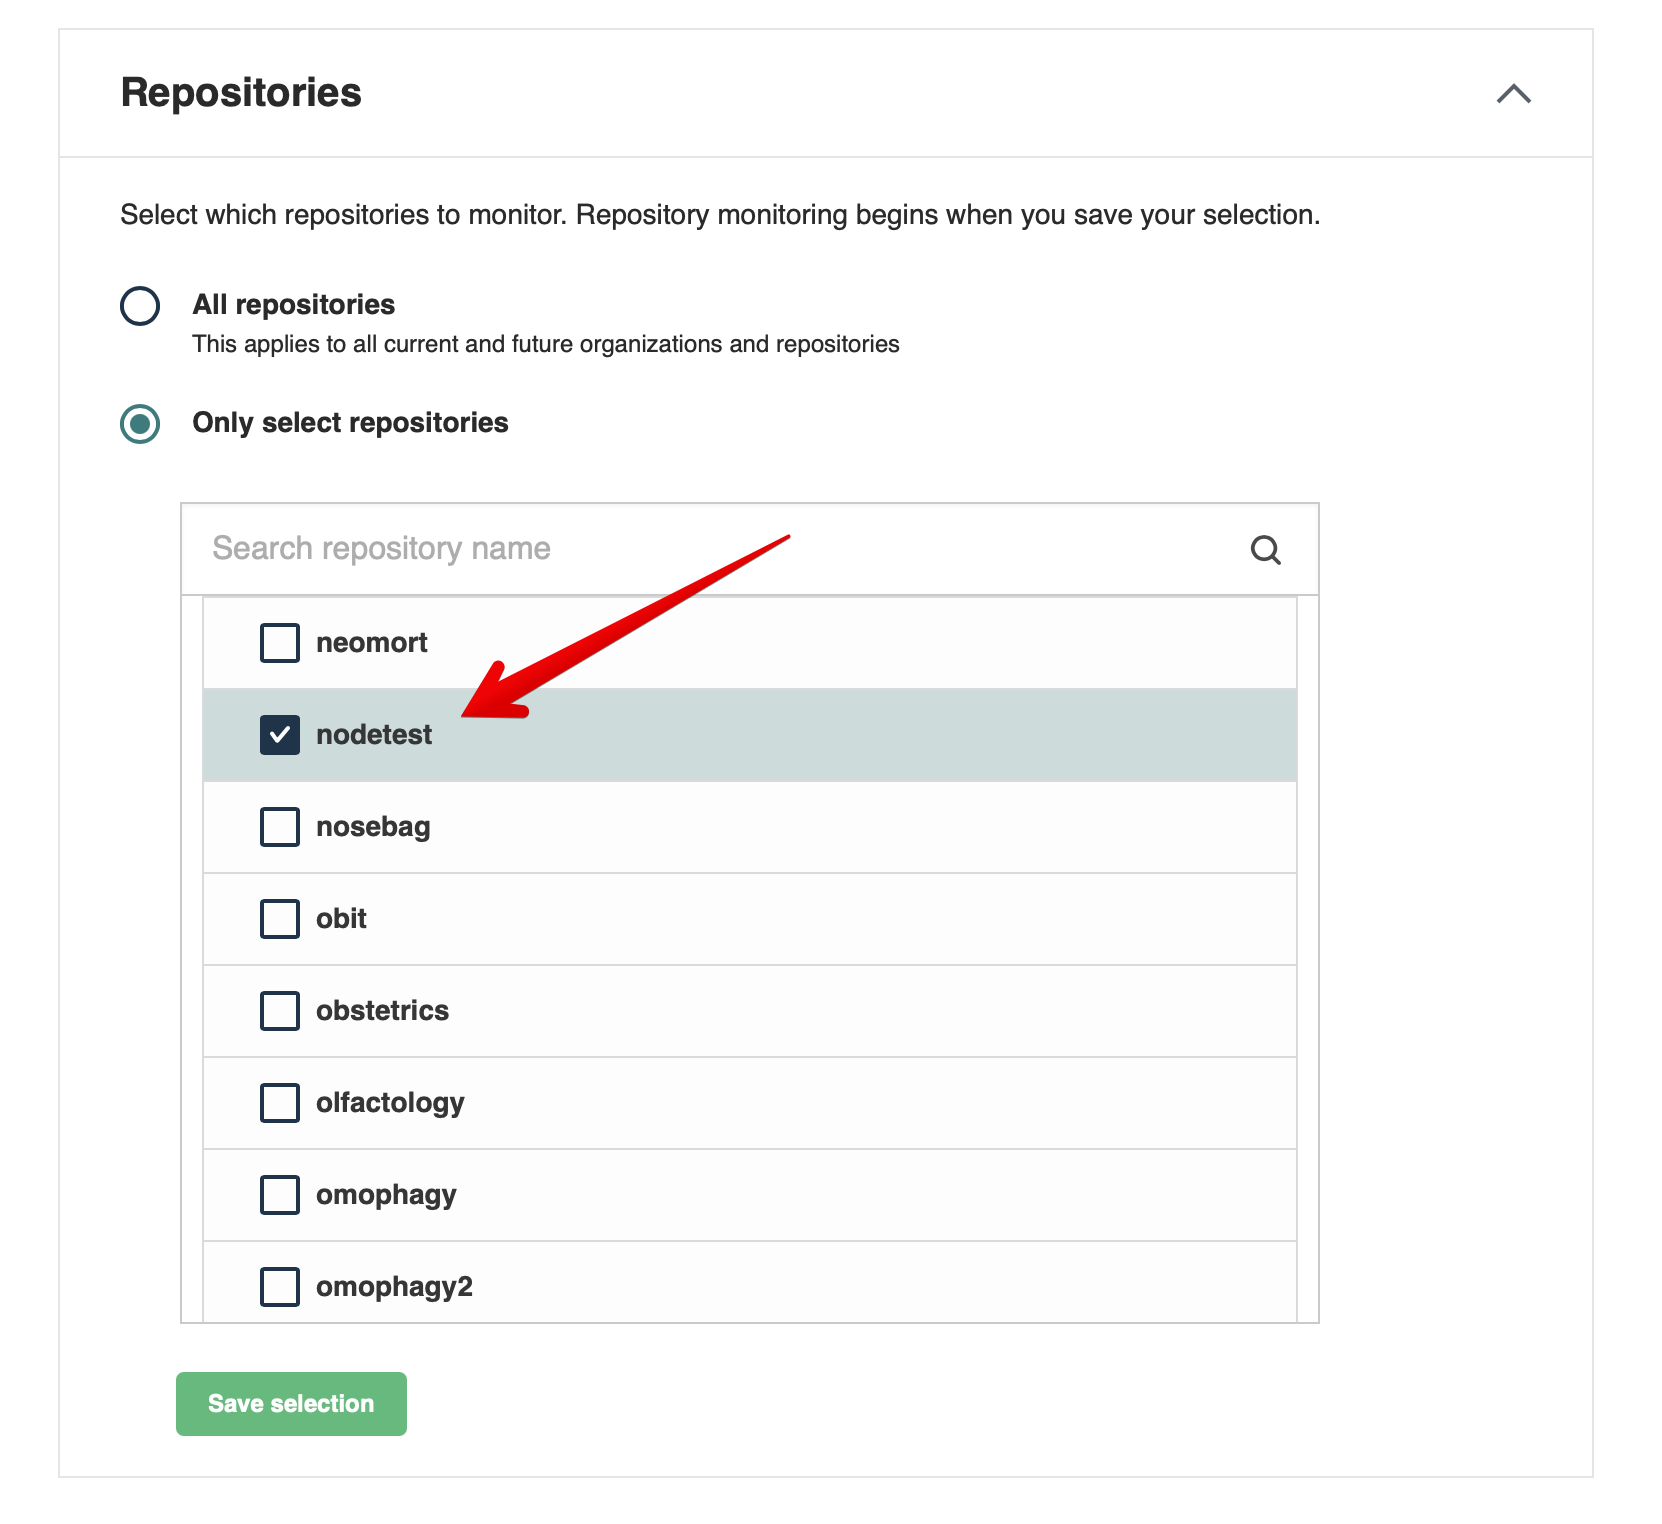 Repositories
Select which repositories to monitor. Repository monitoring begins when you save your selection.
All repositories
This applies to all current and future organizations and repositories
Only select repositories
Search repository name
neomort
nodetest
nosebag
obit
obstetrics
olfactology
omophagy
omophagy2
Save selection